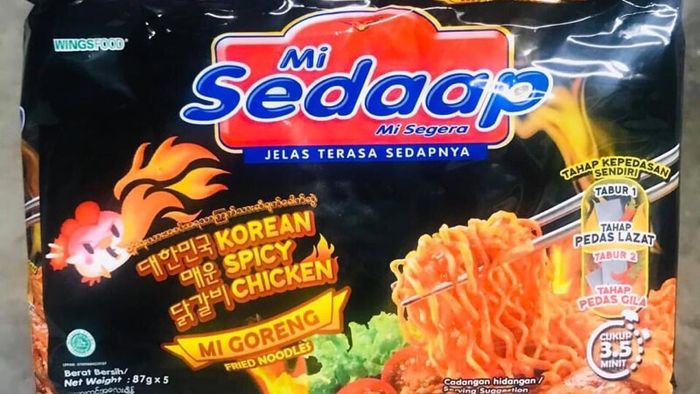 WINGSFOOD
Mi
Sedaap
Mi Segera
JELAS TERASA SEDAPNYA
TAHAP KEPEDASAN
SENDIRI
TABUR 1
TAHAP
PEDAS LAZAT
TABUR 2
TAHAP
PEDAS GILA
대한민국 KOREAN
매운 SPICY
닭갈비 CHICKEN
MI GORENG
FRIED NOODLES
CUKUP
3.5
MINIT
Berat Bersih/
Net Weight : 87g x 5
Cadangan hidangan/
Serving Suggestion